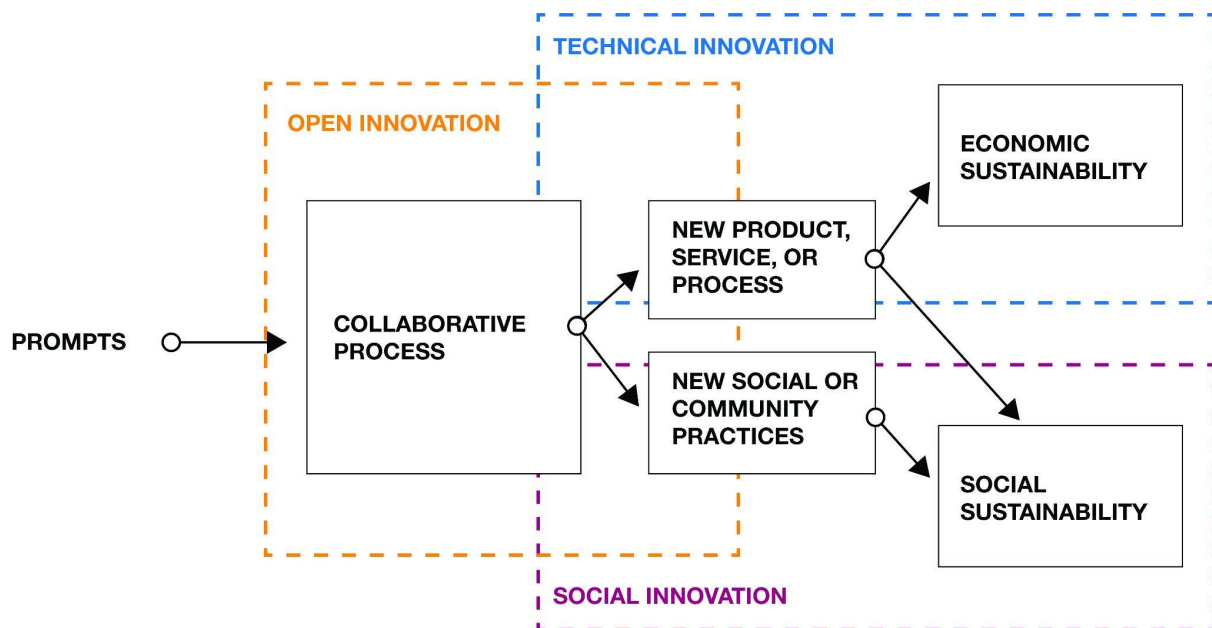 TECHNICAL INNOVATION
OPEN INNOVATION
ECONOMIC
SUSTAINABILITY
NEW PRODUCT,
SERVICE, OR
PROCESS
PROMPTS
COLLABORATIVE
PROCESS
NEW SOCIAL OR
COMMUNITY
PRACTICES
SOCIAL
SUSTAINABILITY
SOCIAL INNOVATION